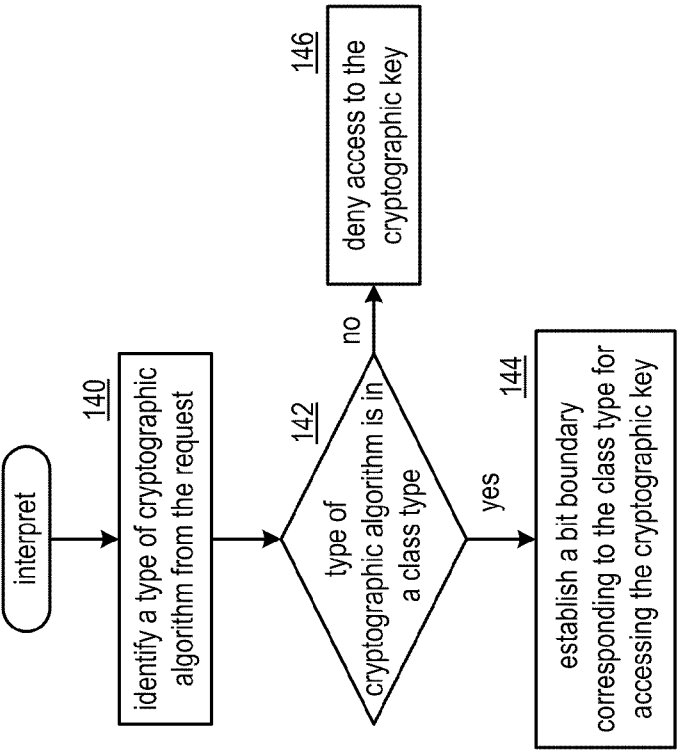 interpret
140
identify a type of cryptographic
algorithm from the request
142
type of
cryptographic algorithm is in
a class type
no
146
deny access to the
cryptographic key
yes
144
establish a bit boundary
corresponding to the class type for
accessing the cryptographic key